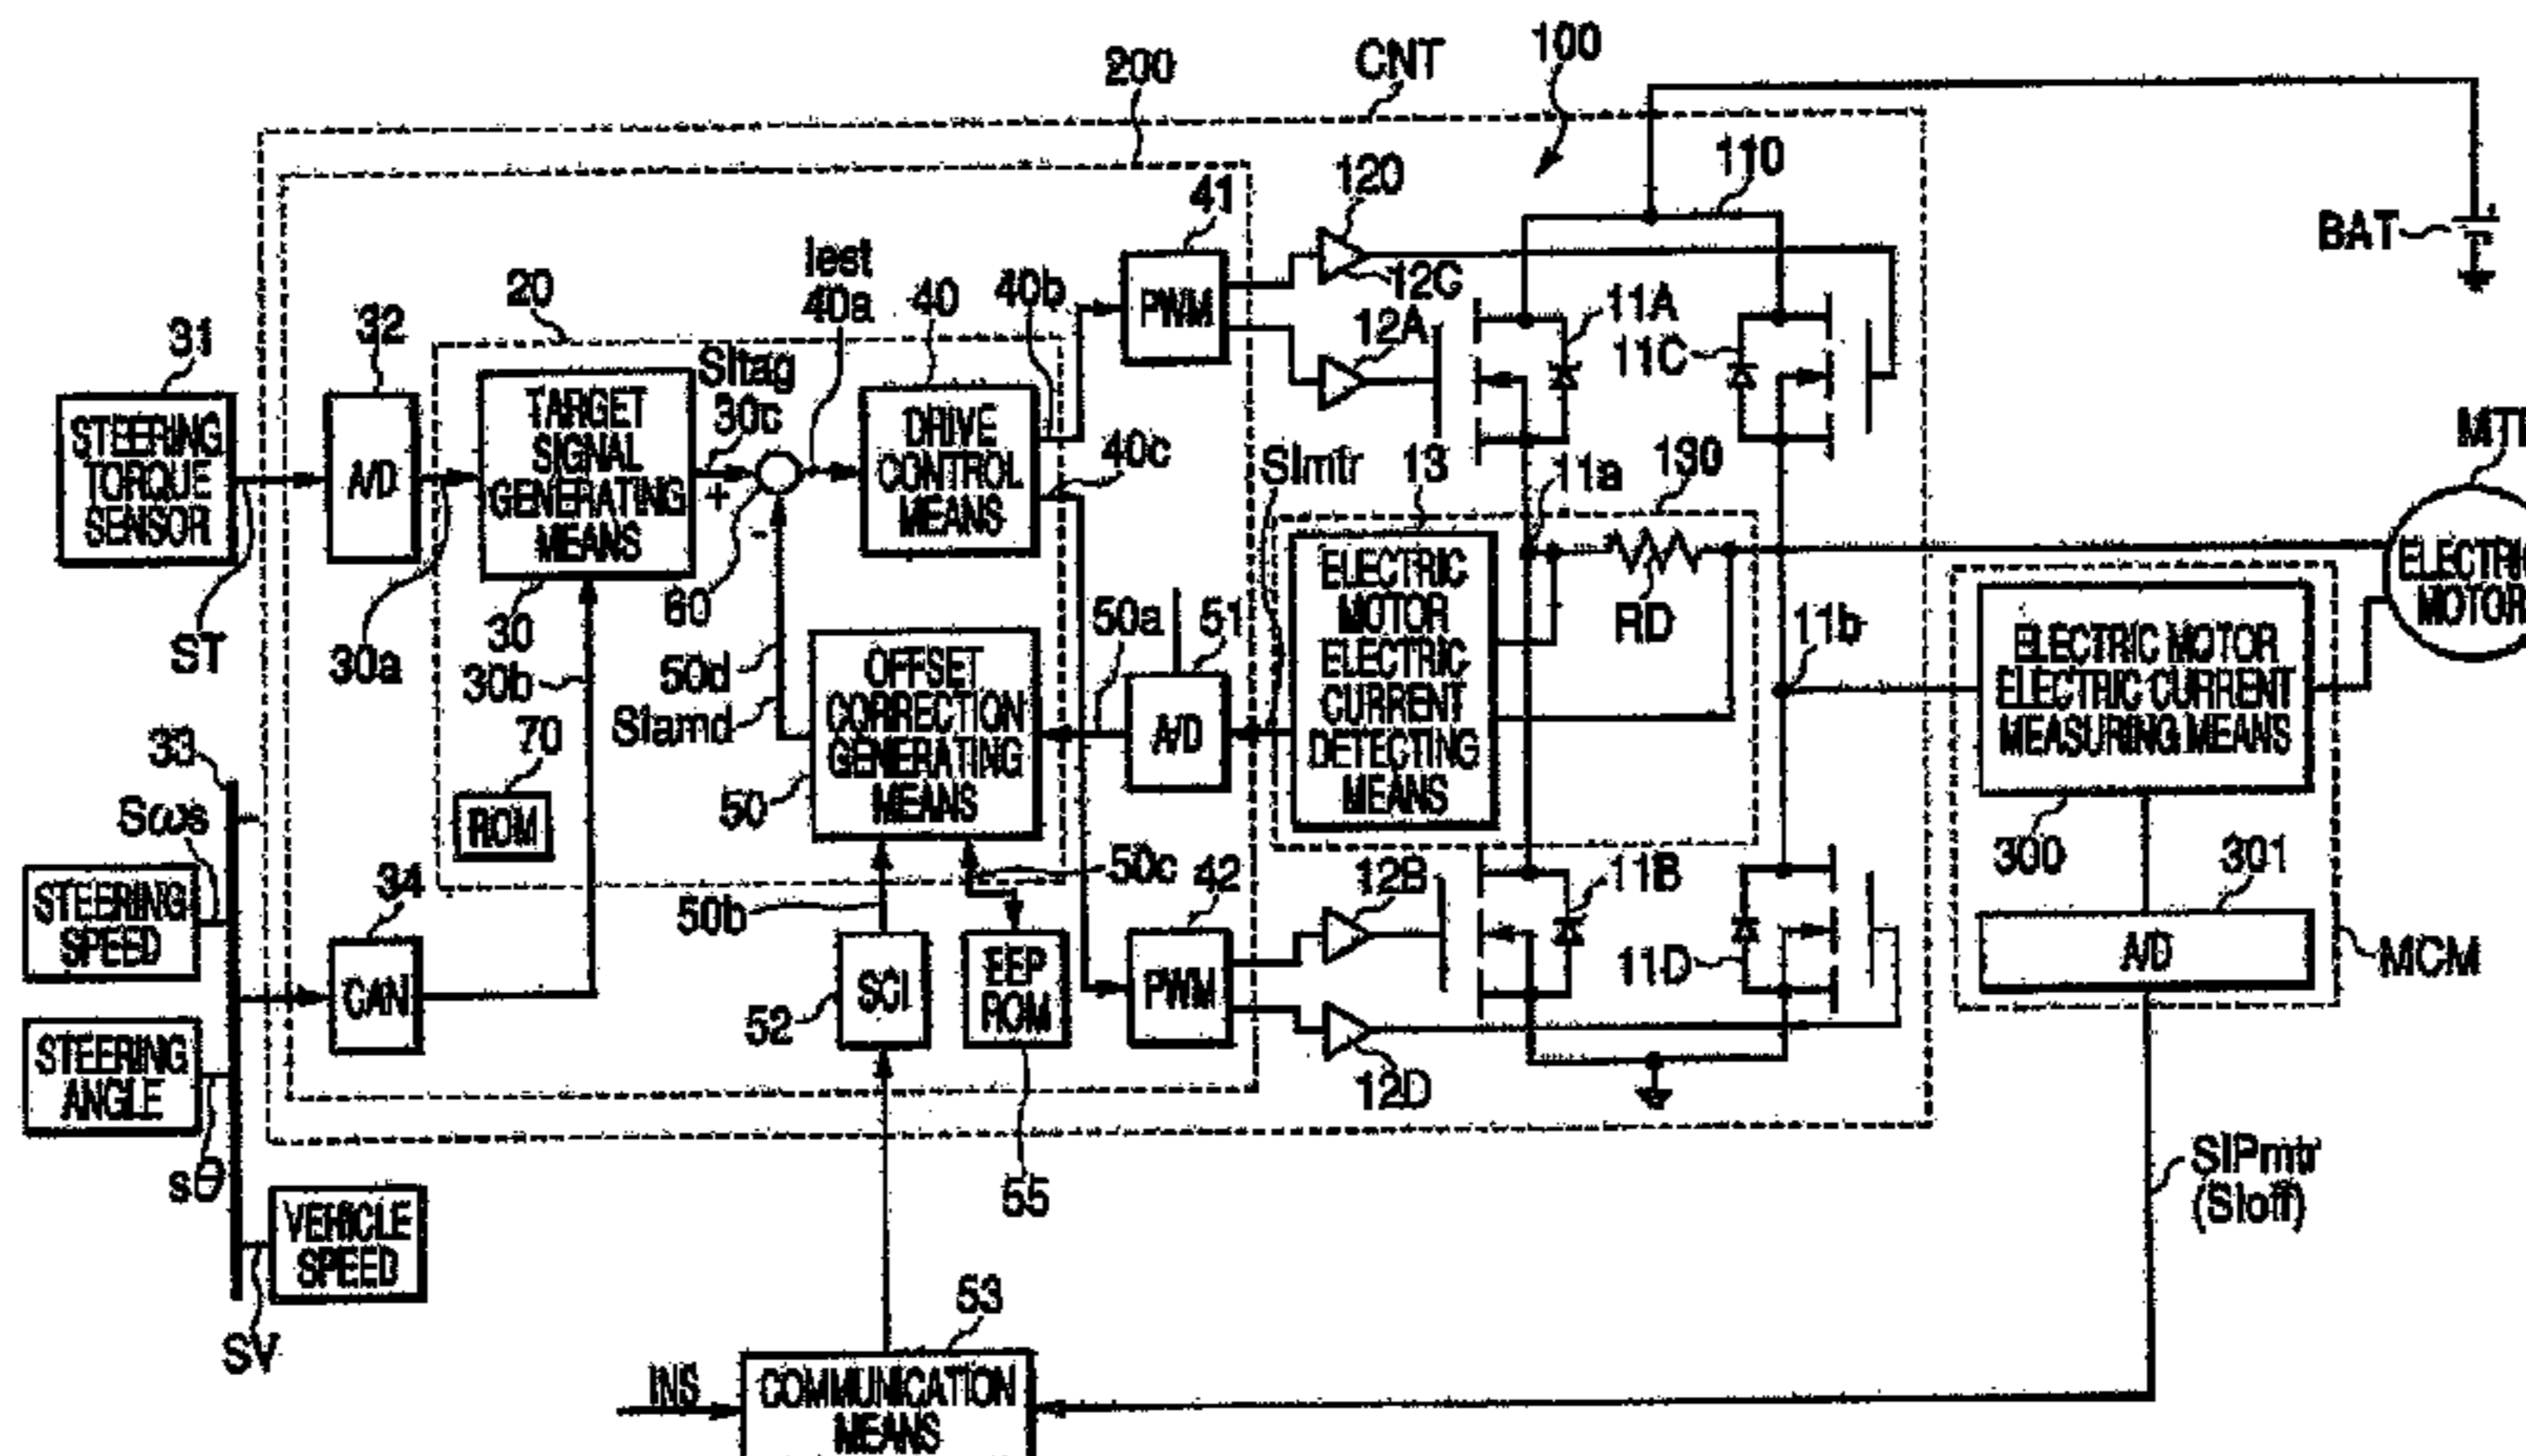 200
CNT
100
110
120
41
BAT
Iest
40a
40
40b
PWM
12C
12A
11A
11C
20
31
32
SItag
30c
STEERING
TORQUE
SENSOR
A/D
TARGET
SIGNAL
GENERATING
MEANS
+
-
DRIVE
CONTROL
MEANS
40c
SImtr
13
11a
130
ELECTRIC
MOTOR
ST
30a
30
30b
60
50d
SIamd
50a
51
A/D
OFFSET
CORRECTION
GENERATING
MEANS
50
ELECTRIC
MOTOR
ELECTRIC
CURRENT
DETECTING
MEANS
RD
11b
ELECTRIC MOTOR
ELECTRIC CURRENT
MEASURING MEANS
300
301
A/D
MCM
70
ROM
33
Sωs
STEERING
SPEED
34
CAN
STEERING
ANGLE
sθ
VEHICLE
SPEED
SV
50b
50c
52
SCI
EEP
ROM
55
42
PWM
12B
11B
12D
11D
SIPmtr
(SIoff)
53
INS
COMMUNICATION
MEANS